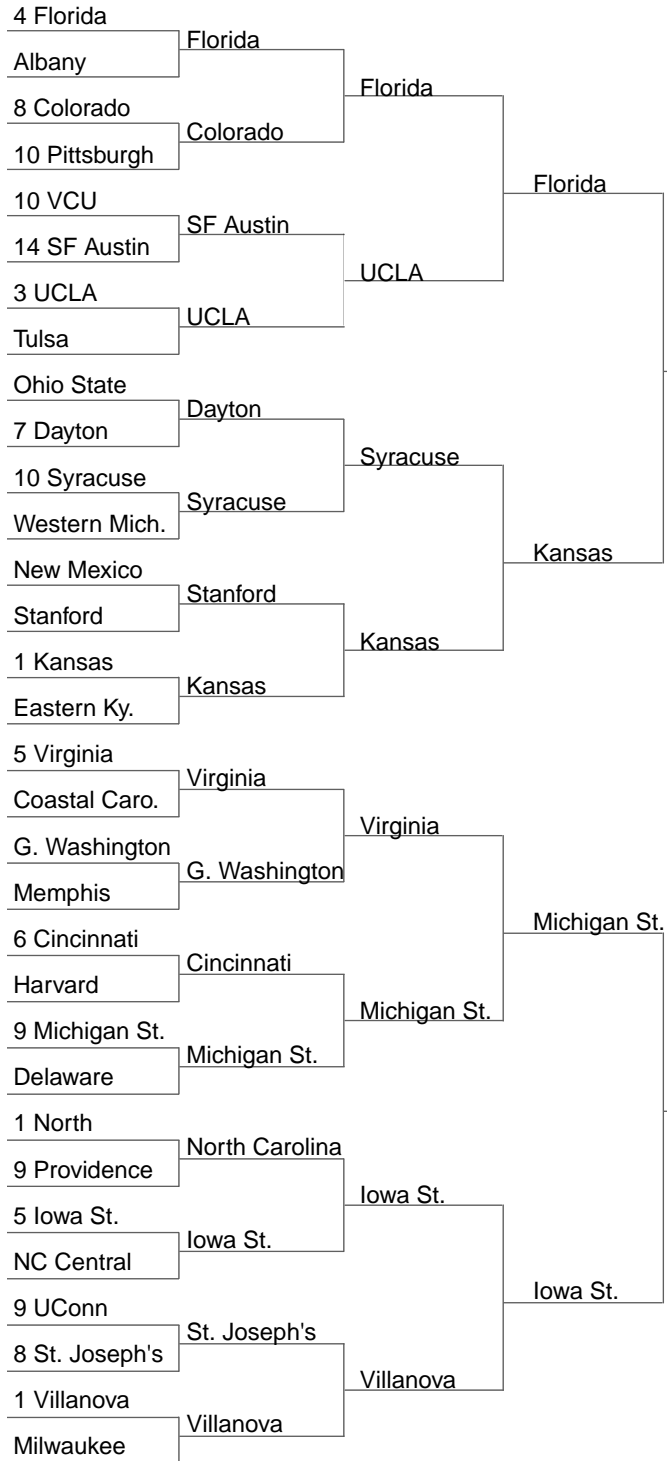 4 Florida
Florida
Albany
Florida
8 Colorado
Colorado
10 Pittsburgh
Florida
10 VCU
SF Austin
14 SF Austin
UCLA
3 UCLA
UCLA
Tulsa
Ohio State
Dayton
7 Dayton
Syracuse
10 Syracuse
Syracuse
Western Mich.
Kansas
New Mexico
Stanford
Stanford
Kansas
1 Kansas
Kansas
Eastern Ky.
5 Virginia
Virginia
Coastal Caro.
Virginia
G. Washington
G. Washington
Memphis
Michigan St.
6 Cincinnati
Cincinnati
Harvard
Michigan St.
9 Michigan St.
Michigan St.
Delaware
1 North
North Carolina
9 Providence
Iowa St.
5 Iowa St.
Iowa St.
NC Central
Iowa St.
9 UConn
St. Joseph's
8 St. Joseph's
Villanova
1 Villanova
Villanova
Milwaukee